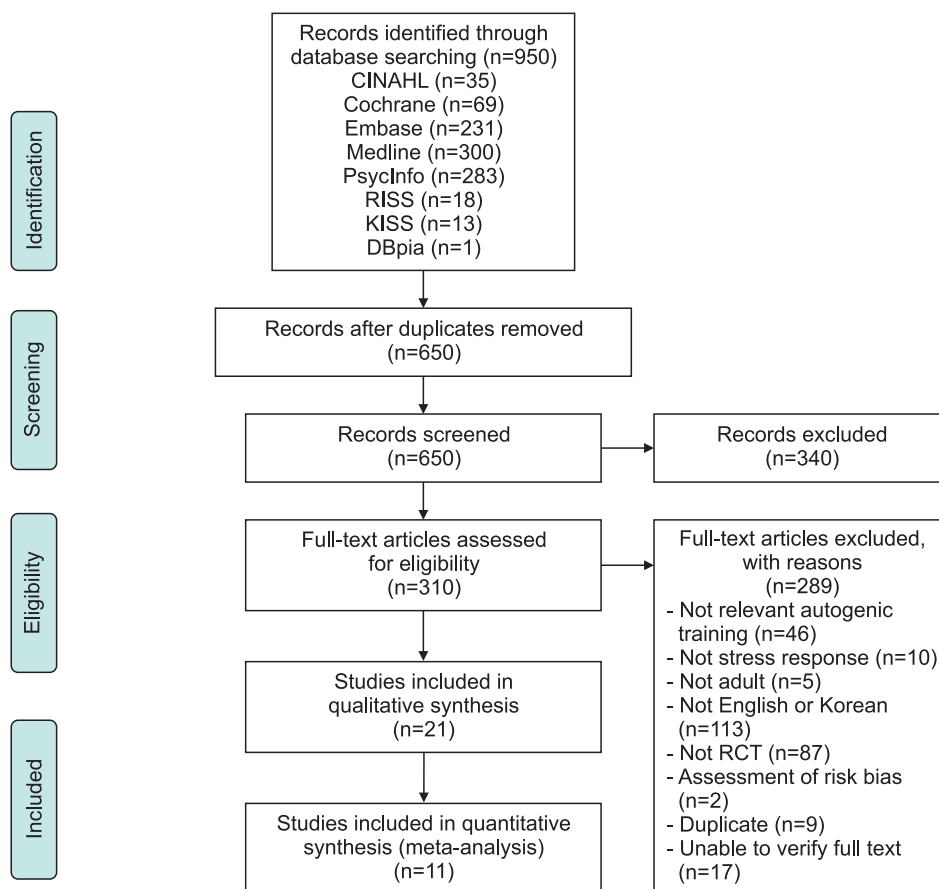 Identification
Screening
Eligibility
Included
Records identified through
database searching (n=950)
CINAHL (n=35)
Cochrane (n=69)
Embase (n=231)
Medline (n=300)
PsycInfo (n=283)
RISS (n=18)
KISS (n=13)
DBpia (n=1)
Records after duplicates removed
(n=650)
Records screened
(n=650)
Records excluded
(n=340)
Full-text articles assessed
for eligibility
(n=310)
Full-text articles excluded,
with reasons
(n=289)
- Not relevant autogenic
training (n=46)
- Not stress response (n=10)
- Not adult (n=5)
- Not English or Korean
(n=113)
- Not RCT (n=87)
- Assessment of risk bias
(n=2)
- Duplicate (n=9)
- Unable to verify full text
(n=17)
Studies included in
qualitative synthesis
(n=21)
Studies included in quantitative
synthesis (meta-analysis)
(n=11)